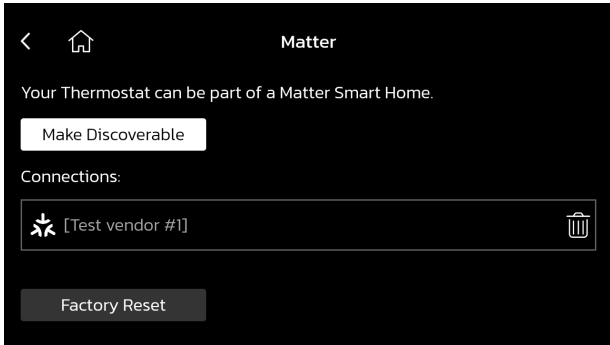 Matter
Your Thermostat can be part of a Matter Smart Home.
Make Discoverable
Connections:
[Test vendor #1]
Factory Reset